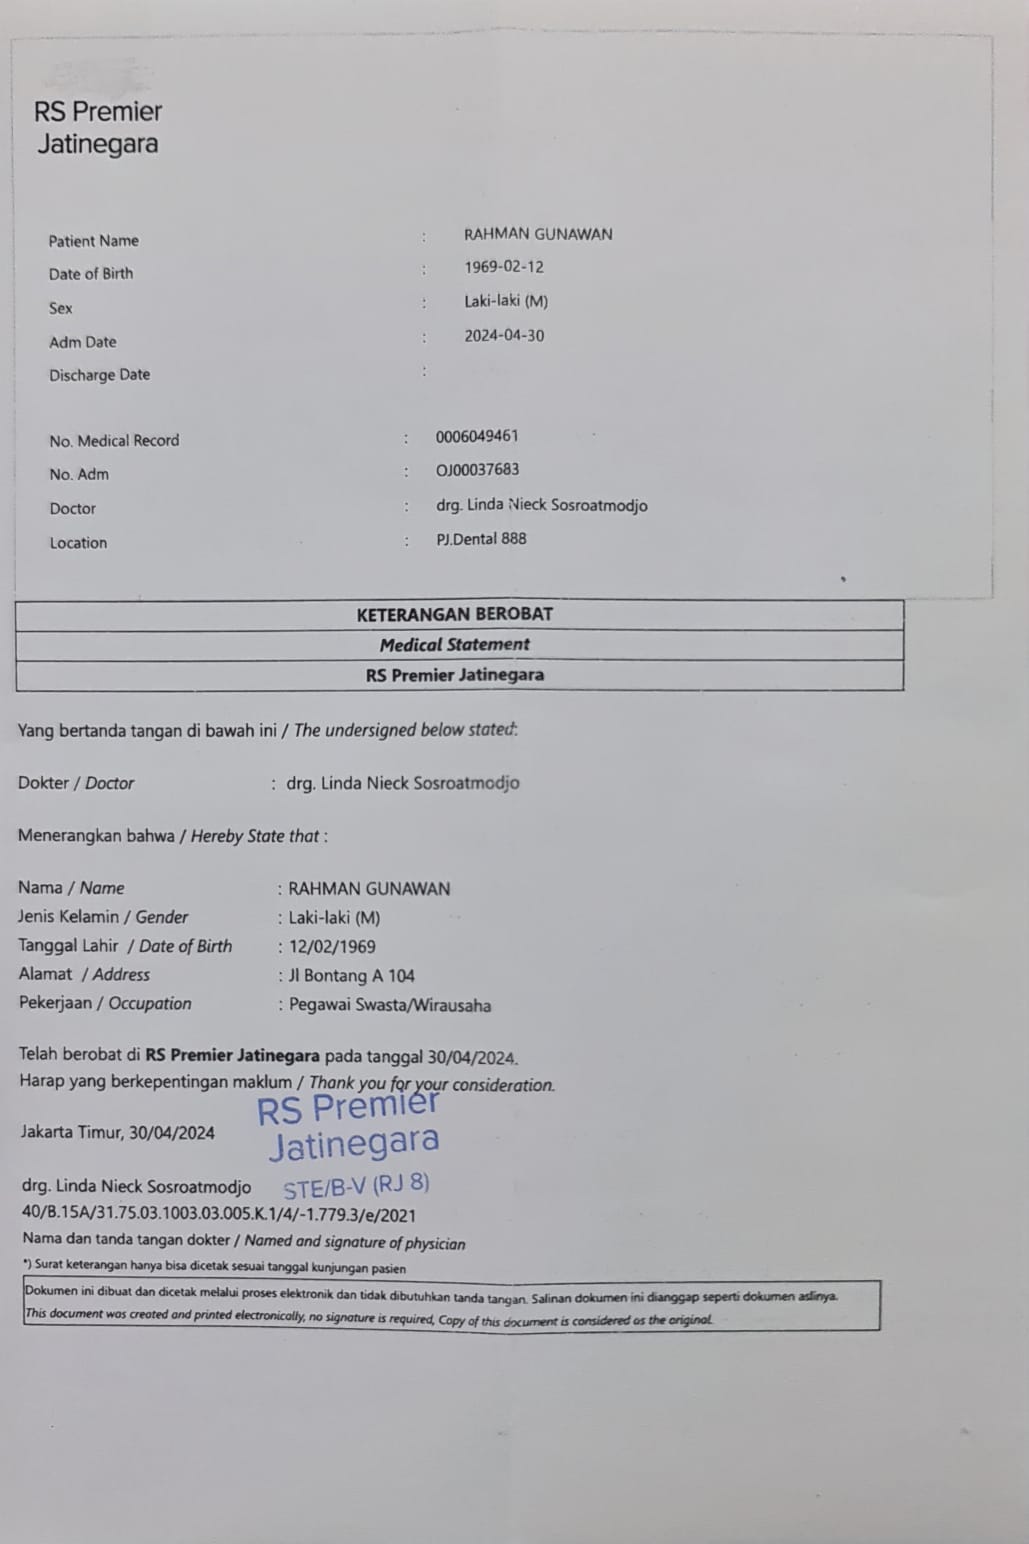 RS Premier
Jatinegara
Patient Name : RAHMAN GUNAWAN
Date of Birth : 1969-02-12
Sex : Laki-laki (M)
Adm Date : 2024-04-30
Discharge Date :
No. Medical Record : 0006049461
No. Adm : OJ00037683
Doctor : drg. Linda Nieck Sosroatmodjo
Location : PJ.Dental 888
KETERANGAN BEROBAT
Medical Statement
RS Premier Jatinegara
Yang bertanda tangan di bawah ini / The undersigned below stated:
Dokter / Doctor : drg. Linda Nieck Sosroatmodjo
Menerangkan bahwa / Hereby State that :
Nama / Name : RAHMAN GUNAWAN
Jenis Kelamin / Gender : Laki-laki (M)
Tanggal Lahir / Date of Birth : 12/02/1969
Alamat / Address : Jl Bontang A 104
Pekerjaan / Occupation : Pegawai Swasta/Wirausaha
Telah berobat di RS Premier Jatinegara pada tanggal 30/04/2024.
Harap yang berkepentingan maklum / Thank you for your consideration.
RS Premier
Jatinegara
STE/B-V (RJ 8)
Jakarta Timur, 30/04/2024
drg. Linda Nieck Sosroatmodjo
40/B.15A/31.75.03.1003.03.005.K.1/4/-1.779.3/e/2021
Nama dan tanda tangan dokter / Named and signature of physician
*) Surat keterangan hanya bisa dicetak sesuai tanggal kunjungan pasien
Dokumen ini dibuat dan dicetak melalui proses elektronik dan tidak dibutuhkan tanda tangan. Salinan dokumen ini dianggap seperti dokumen aslinya.
This document was created and printed electronically, no signature is required, Copy of this document is considered as the original.